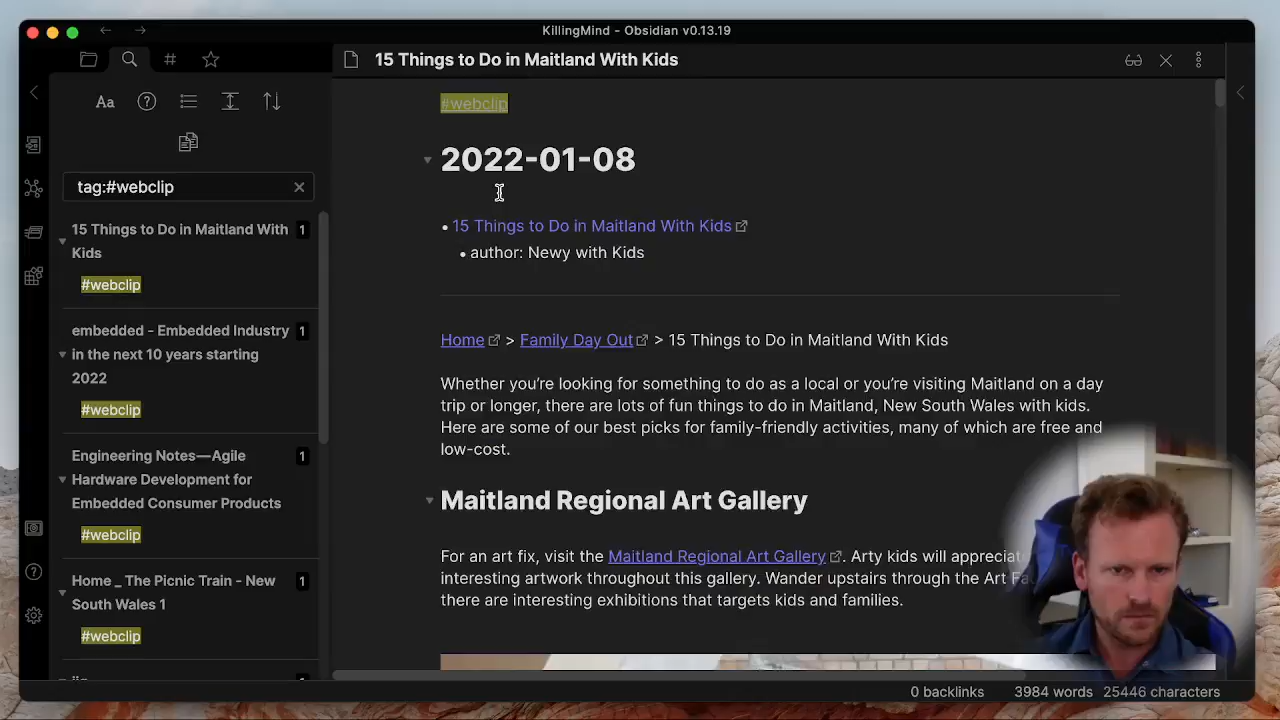 KillingMind - Obsidian v0.13.19
15 Things to Do in Maitland With Kids
Aa
tag:#webclip
15 Things to Do in Maitland With
Kids
1
#webclip
embedded - Embedded Industry
in the next 10 years starting
2022
1
#webclip
Engineering Notes—Agile
Hardware Development for
Embedded Consumer Products
1
#webclip
Home _ The Picnic Train - New
South Wales 1
1
#webclip
#webclip
2022-01-08
• 15 Things to Do in Maitland With Kids
• author: Newy with Kids
Home > Family Day Out > 15 Things to Do in Maitland With Kids
Whether you're looking for something to do as a local or you're visiting Maitland on a day
trip or longer, there are lots of fun things to do in Maitland, New South Wales with kids.
Here are some of our best picks for family-friendly activities, many of which are free and
low-cost.
Maitland Regional Art Gallery
For an art fix, visit the Maitland Regional Art Gallery. Arty kids will appreciat
interesting artwork throughout this gallery. Wander upstairs through the Art Fa
there are interesting exhibitions that targets kids and families.
0 backlinks 3984 words 25446 characters